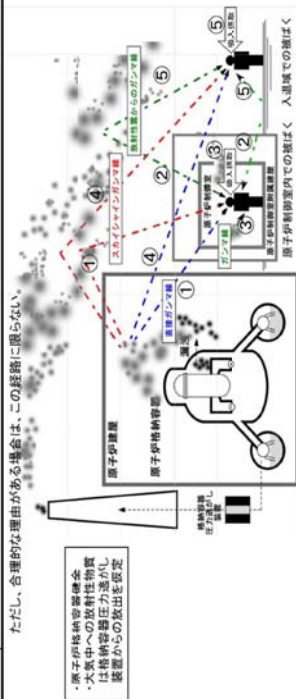 ただし、合理的な理由がある場合は、この経路に限らない。
・原子炉格納容器健全
・大気中への放射性物質
は格納容器圧力逃がし
装置からの放出を仮定
格納容器
圧力逃がし
装置
原子炉建屋
原子炉格納容器
漏洩
①
スカイシャインガンマ線
④
①
直接ガンマ線
④
②
放射性雲からのガンマ線
⑤
原子炉制御室
③
吸入摂取
③
ガンマ線
②
原子炉制御室附属建屋
原子炉制御室内での被ばく
⑤
吸入摂取
⑤
入退域での被ばく